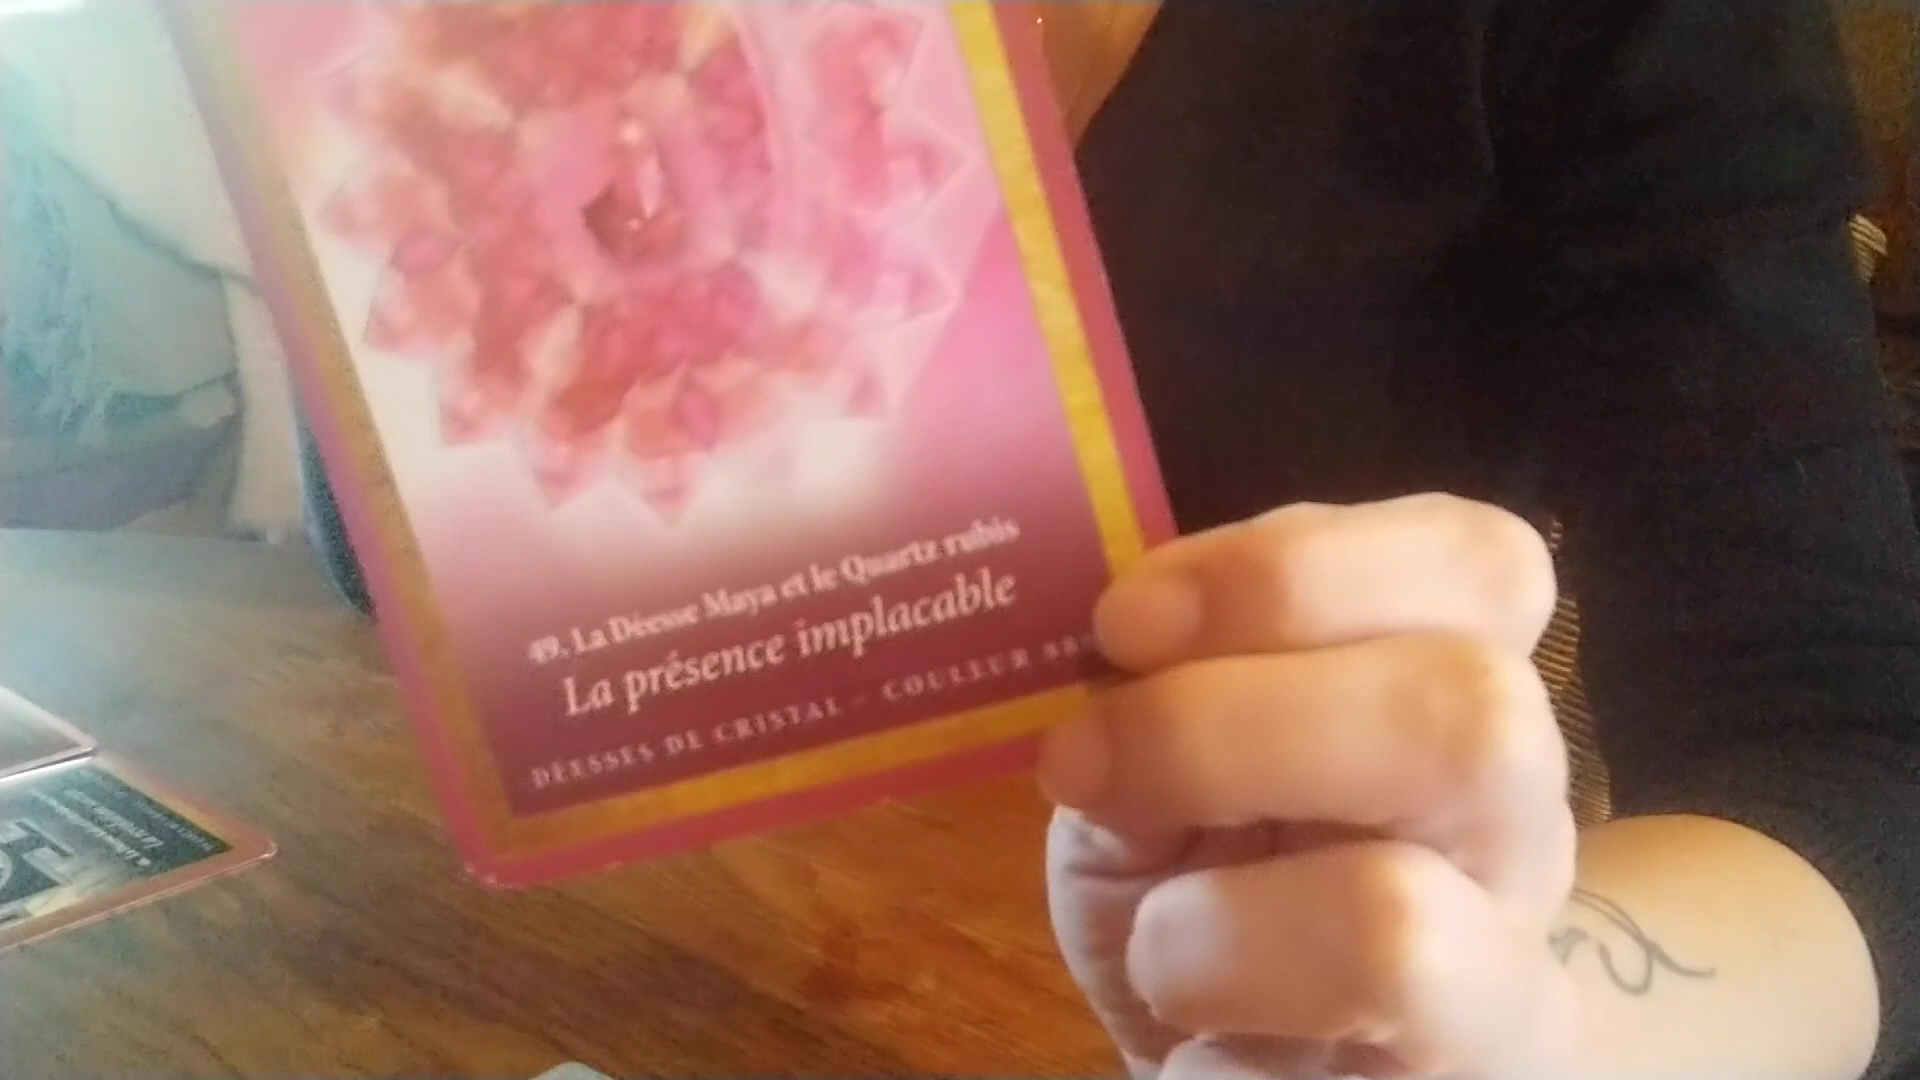 49. La Déesse Maya et le Quartz rubis
La présence implacable
DÉESSES DE CRISTAL – COULEUR